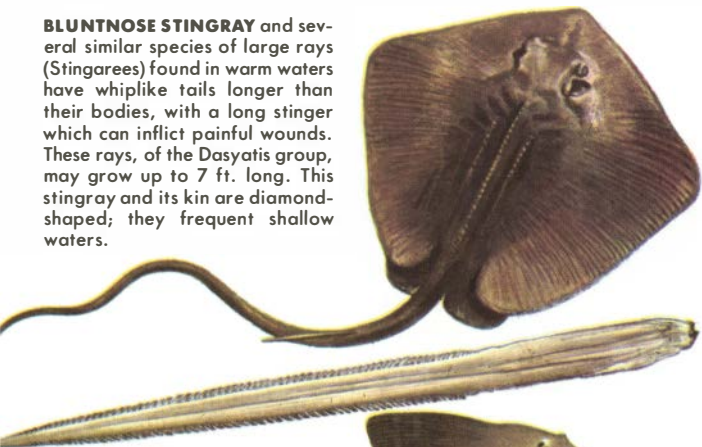 BLUNTNOSE STINGRAY and sev-
eral similar species of large rays
(Stingarees) found in warm waters
have whiplike tails longer than
their bodies, with a long stinger
which can inflict painful wounds.
These rays, of the Dasyatis group,
may grow up to 7 ft. long. This
stingray and its kin are diamond-
shaped; they frequent shallow
waters.